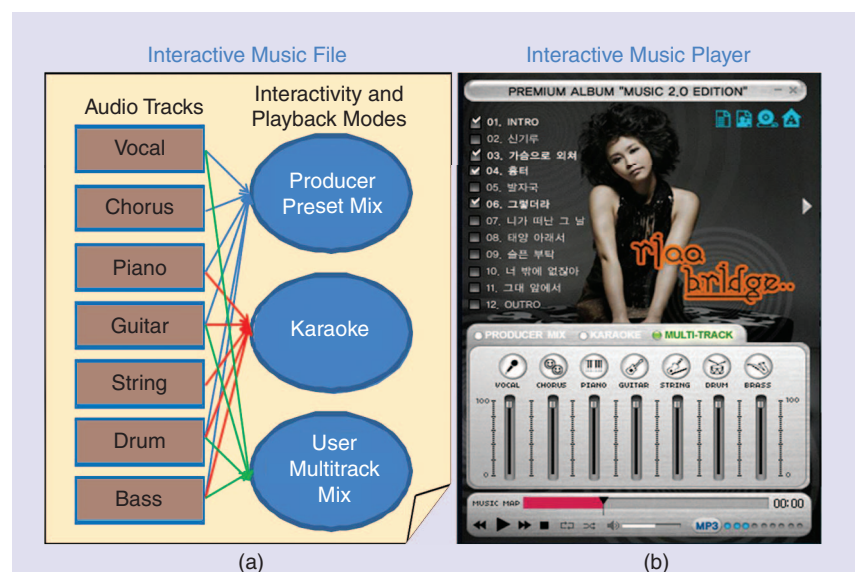 Interactive Music File
Audio Tracks
Interactivity and
Playback Modes
Vocal
Chorus
Piano
Guitar
String
Drum
Bass
Producer
Preset Mix
Karaoke
User
Multitrack
Mix
(a)
Interactive Music Player
PREMIUM ALBUM "MUSIC 2.0 EDITION"
01. INTRO
02. 신기루
03. 가슴으로 외쳐
04. 흉터
05. 발자국
06. 그렇더라
07. 니가 떠난 그 날
08. 태양 아래서
09. 슬픈 부탁
10. 너 밖에 없잖아
11. 그대 앞에서
12. OUTRO
rjaa
bridge..
PRODUCER MIX KARAOKE MULTI-TRACK
VOCAL CHORUS PIANO GUITAR STRING DRUM BRASS
100 100
0 0
MUSIC MAP 00:00
MP3
(b)